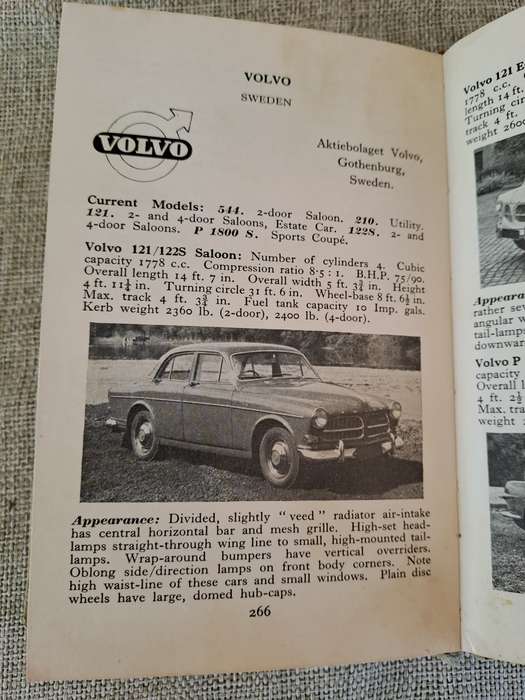 VOLVO
SWEDEN
VOLVO
Aktiebolaget Volvo,
Gothenburg,
Sweden.
Current Models: 544. 2-door Saloon. 210. Utility.
121. 2- and 4-door Saloons, Estate Car. 122S. 2- and
4-door Saloons. P 1800 S. Sports Coupé.
Volvo 121/122S Saloon: Number of cylinders 4. Cubic
capacity 1778 c.c. Compression ratio 8·5 : 1. B.H.P. 75/90.
Overall length 14 ft. 7 in. Overall width 5 ft. 3¾ in. Height
4 ft. 11¼ in. Turning circle 31 ft. 6 in. Wheel-base 8 ft. 6½ in.
Max. track 4 ft. 3¾ in. Fuel tank capacity 10 Imp. gals.
Kerb weight 2360 lb. (2-door), 2400 lb. (4-door).
Appearance: Divided, slightly "veed" radiator air-intake
has central horizontal bar and mesh grille. High-set head-
lamps straight-through wing line to small, high-mounted tail-
lamps. Wrap-around bumpers have vertical overriders.
Oblong side/direction lamps on front body corners. Note
high waist-line of these cars and small windows. Plain disc
wheels have large, domed hub-caps.
266
Volvo 121 E
1778 c.c.
length 14 ft.
Turning cir
track 4 ft.
weight 260
Appeara
rather sev
angular w
tail-lamps
downwar
Volvo P
capacity
Overall l
4 ft. 2½
Max. tra
weight 2